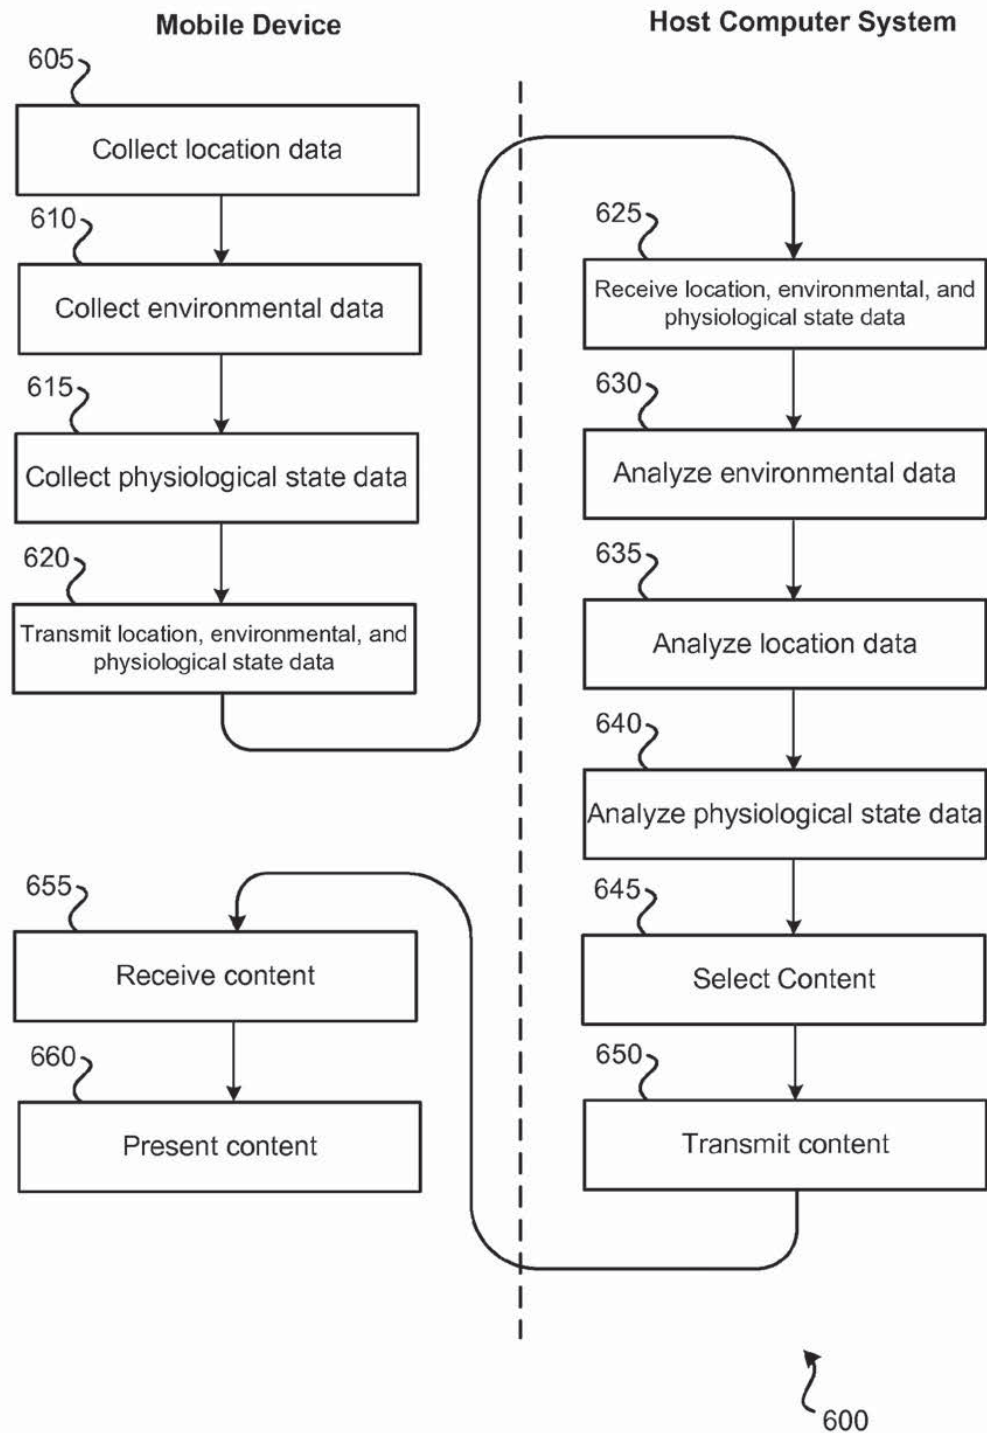 Mobile Device
Host Computer System
605
Collect location data
610
Collect environmental data
615
Collect physiological state data
620
Transmit location, environmental, and
physiological state data
625
Receive location, environmental, and
physiological state data
630
Analyze environmental data
635
Analyze location data
640
Analyze physiological state data
645
Select Content
650
Transmit content
655
Receive content
660
Present content
600